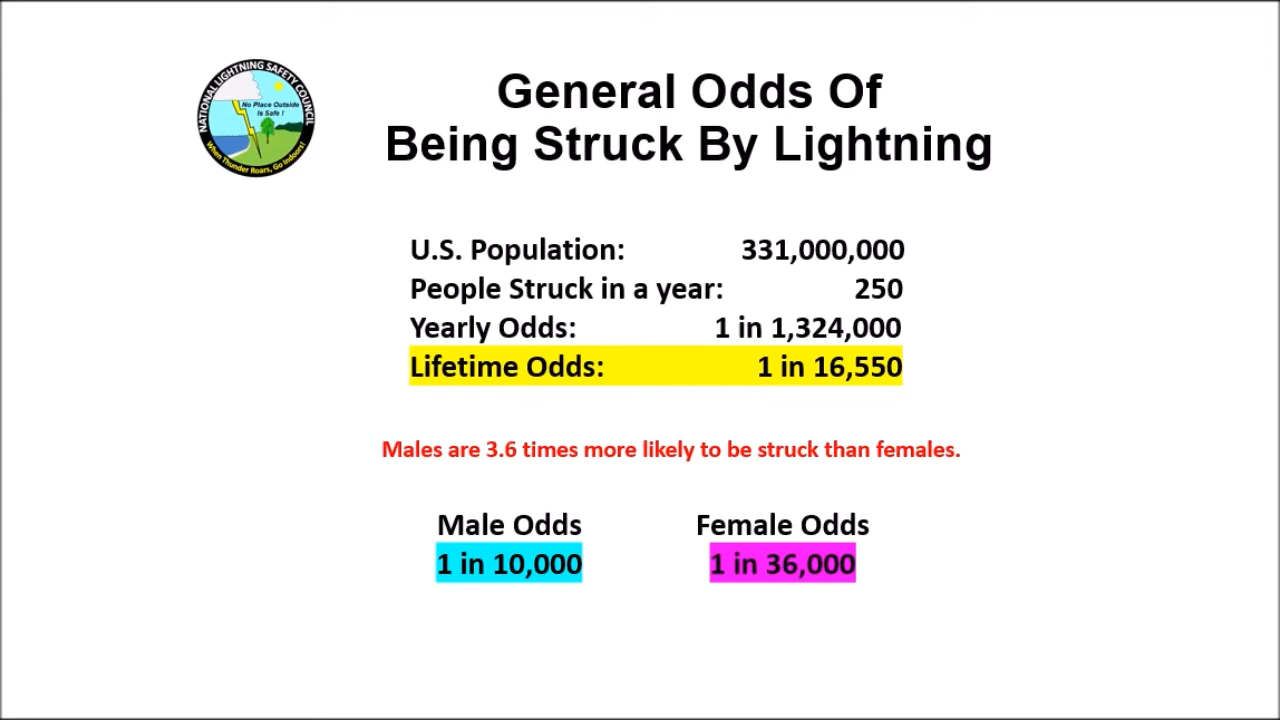 NATIONAL LIGHTNING SAFETY COUNCIL
No Place Outside
Is Safe !
When Thunder Roars, Go Indoors!
General Odds Of
Being Struck By Lightning
U.S. Population: 331,000,000
People Struck in a year: 250
Yearly Odds: 1 in 1,324,000
Lifetime Odds: 1 in 16,550
Males are 3.6 times more likely to be struck than females.
Male Odds Female Odds
1 in 10,000 1 in 36,000